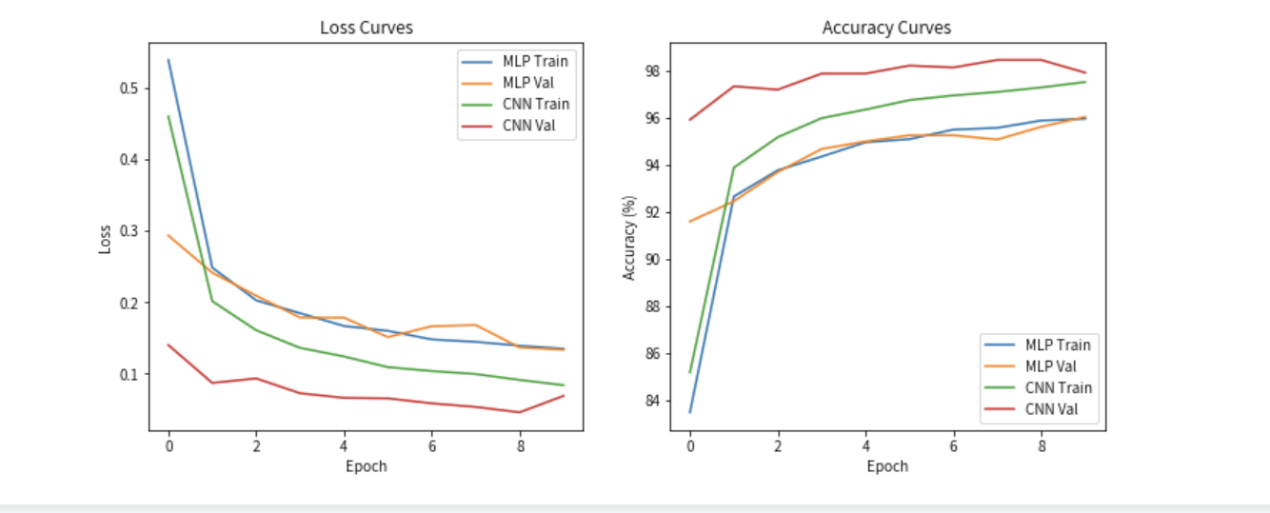 Loss Curves
0.5
0.4
0.3
0.2
0.1
Loss
0
2
4
6
8
Epoch
MLP Train
MLP Val
CNN Train
CNN Val
Accuracy Curves
98
96
94
92
90
88
86
84
Accuracy (%)
0
2
4
6
8
Epoch
MLP Train
MLP Val
CNN Train
CNN Val